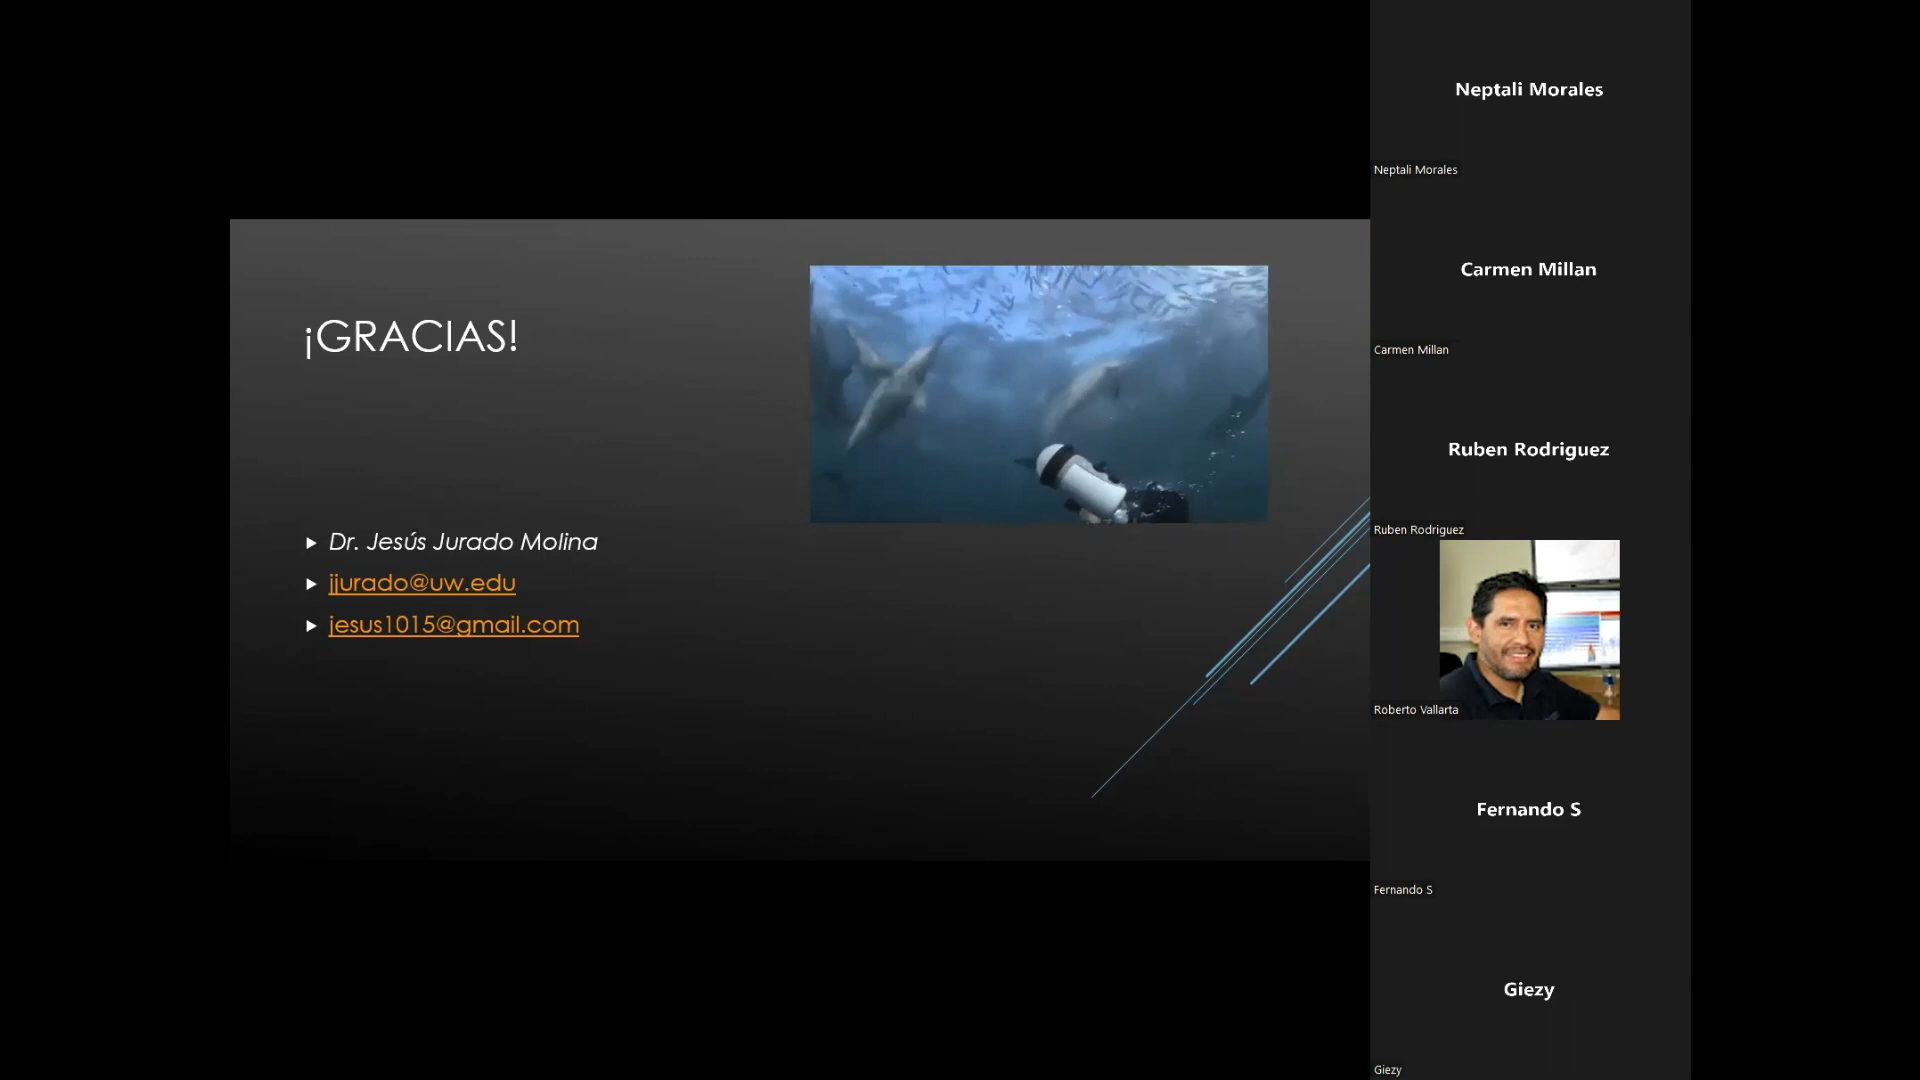 ¡GRACIAS!
Dr. Jesús Jurado Molina
jjurado@uw.edu
jesus1015@gmail.com
Neptali Morales
Neptali Morales
Carmen Millan
Carmen Millan
Ruben Rodriguez
Ruben Rodriguez
Roberto Vallarta
Fernando S
Fernando S
Giezy
Giezy